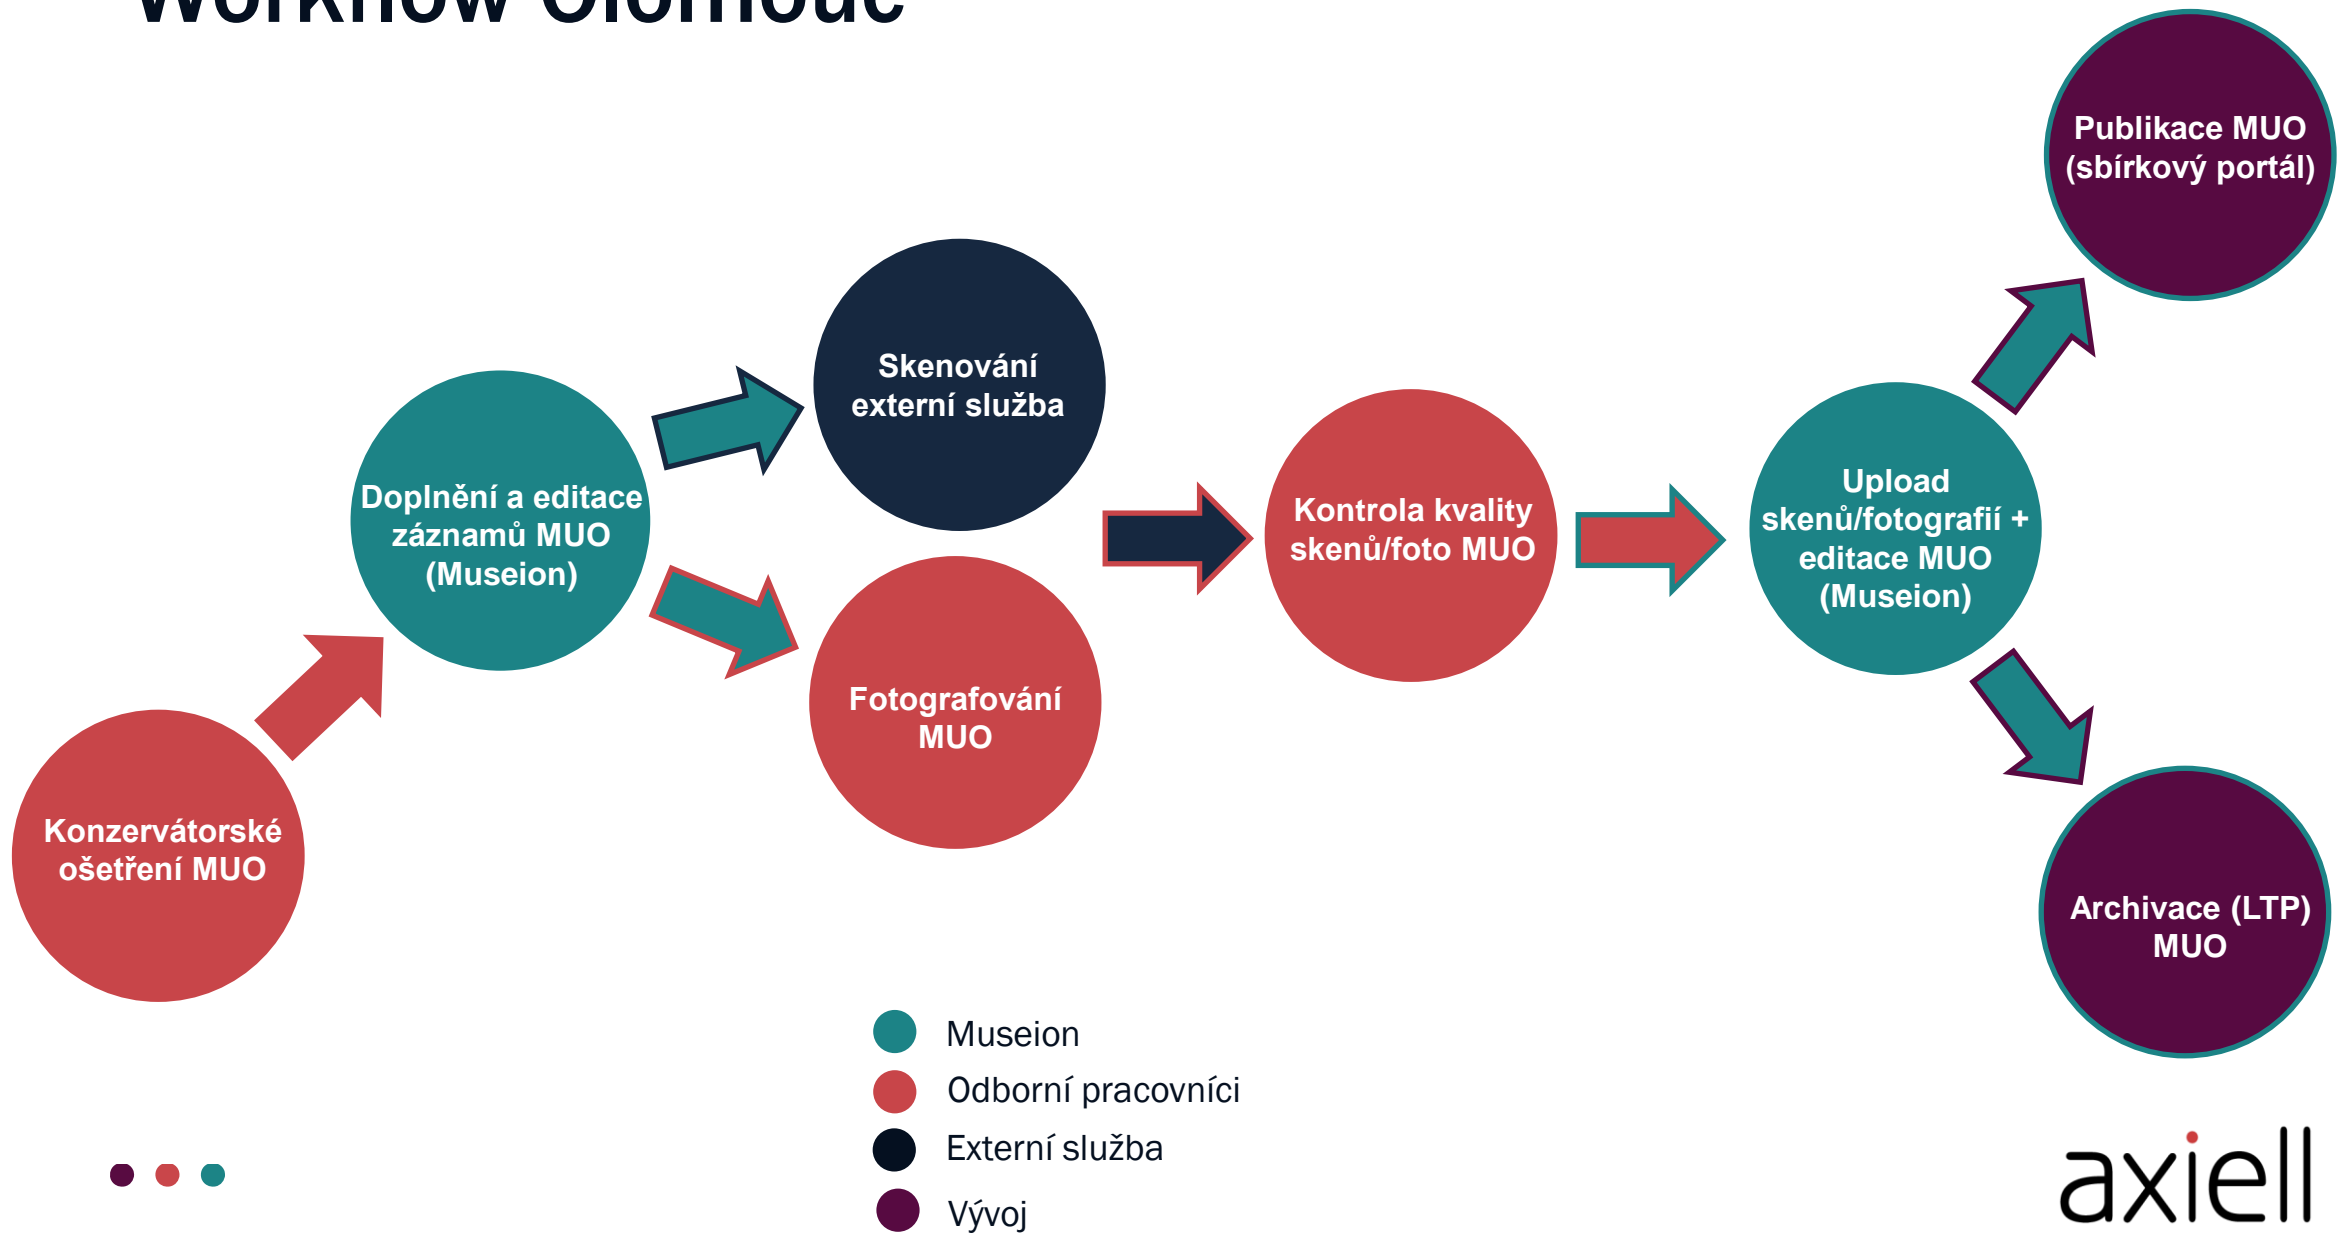 Workflow Olomouc
Publikace MUO
(sbírkový portál)
Skenování
externí služba
Doplnění a editace
záznamů MUO
(Museion)
Kontrola kvality
skenů/foto MUO
Upload
skenů/fotografií +
editace MUO
(Museion)
Fotografování
MUO
Konzervátorské
ošetření MUO
Archivace (LTP)
MUO
Museion
Odborní pracovníci
Externí služba
Vývoj
axiell